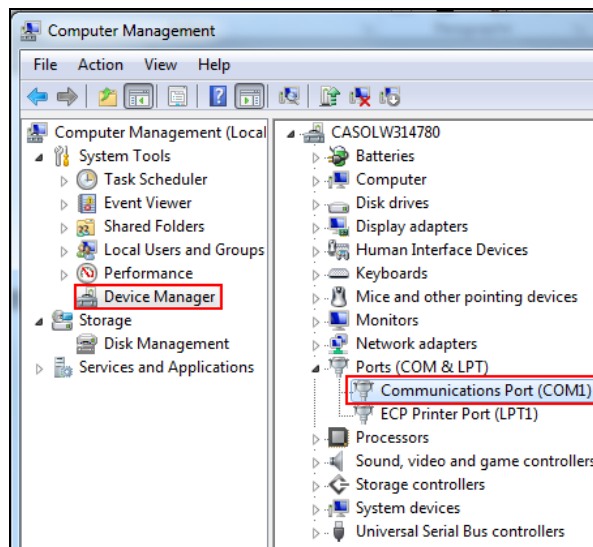 Computer Management
File Action View Help
Computer Management (Local
System Tools
Task Scheduler
Event Viewer
Shared Folders
Local Users and Groups
Performance
Device Manager
Storage
Disk Management
Services and Applications
CASOLW314780
Batteries
Computer
Disk drives
Display adapters
Human Interface Devices
Keyboards
Mice and other pointing devices
Monitors
Network adapters
Ports (COM & LPT)
Communications Port (COM1)
ECP Printer Port (LPT1)
Processors
Sound, video and game controllers
Storage controllers
System devices
Universal Serial Bus controllers